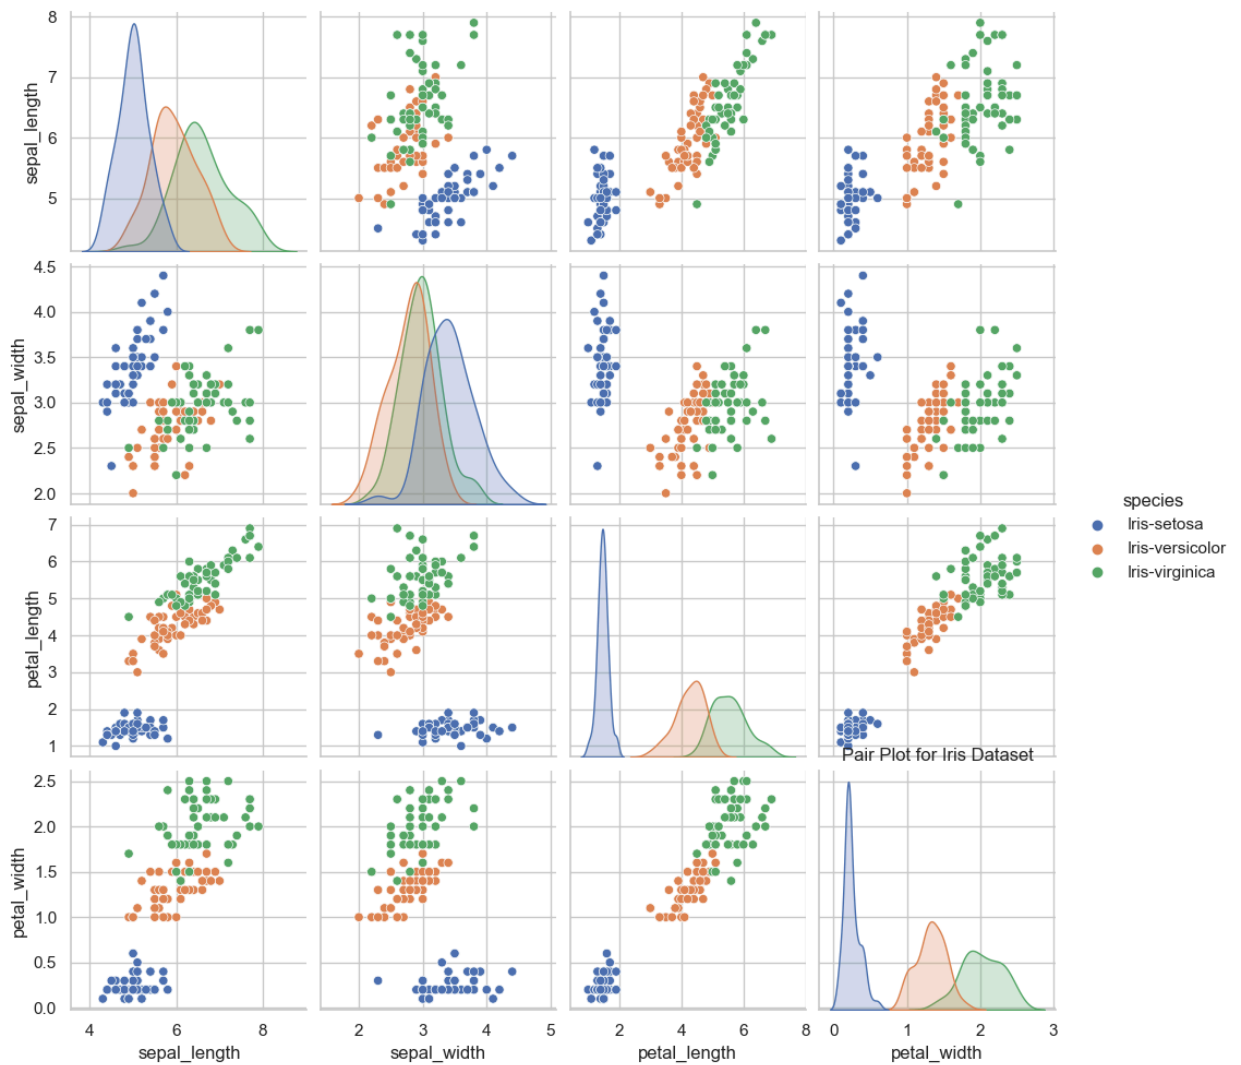 8
7
6
5
sepal_length
4.5
4.0
3.5
3.0
2.5
2.0
sepal_width
species
Iris-setosa
Iris-versicolor
Iris-virginica
7
6
5
4
3
2
1
petal_length
Pair Plot for Iris Dataset
2.5
2.0
1.5
1.0
0.5
0.0
petal_width
4 6 8
2 3 4 5
2 4 6 8
0 1 2 3
sepal_length
sepal_width
petal_length
petal_width